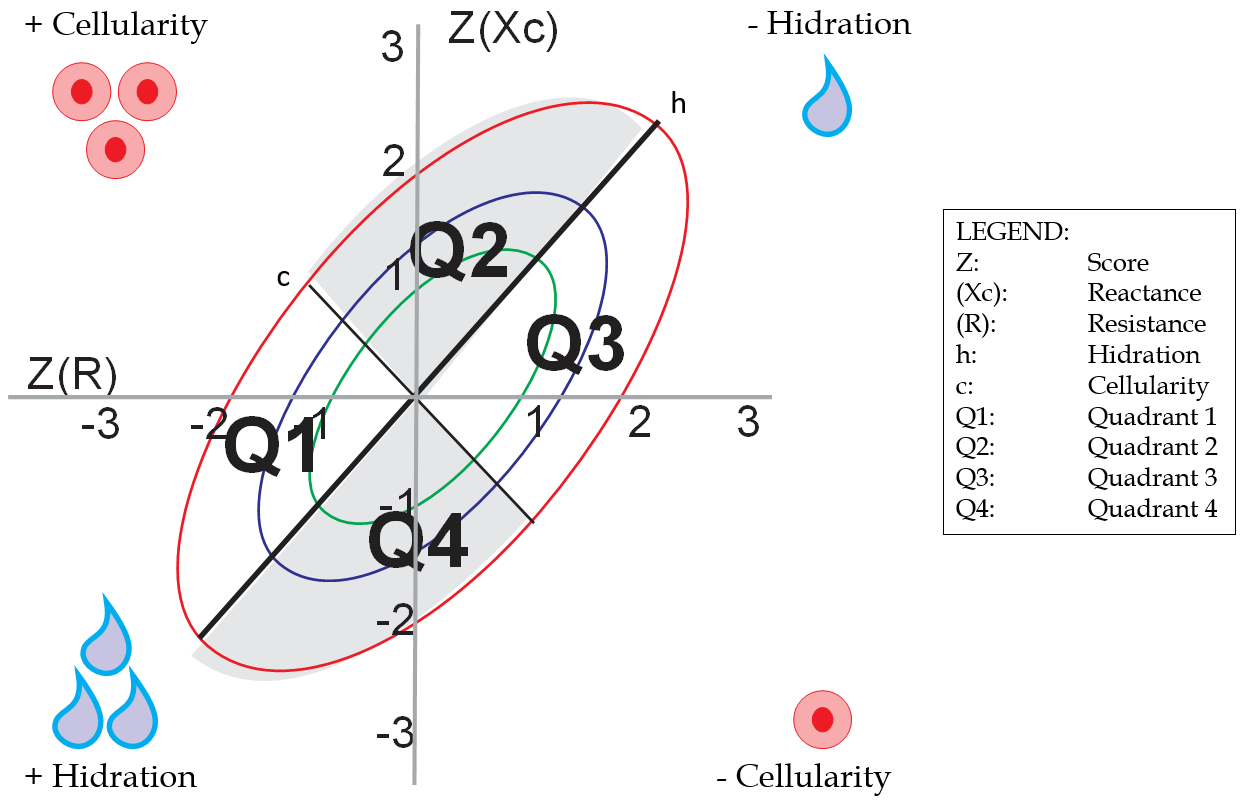 + Cellularity
Z(Xc)
- Hidration
3
h
2
Q2
1
c
Q3
Z(R)
-3
-2
-1
1
2
3
Q1
-1
Q4
-2
-3
+ Hidration
- Cellularity
LEGEND:
Z: Score
(Xc): Reactance
(R): Resistance
h: Hidration
c: Cellularity
Q1: Quadrant 1
Q2: Quadrant 2
Q3: Quadrant 3
Q4: Quadrant 4